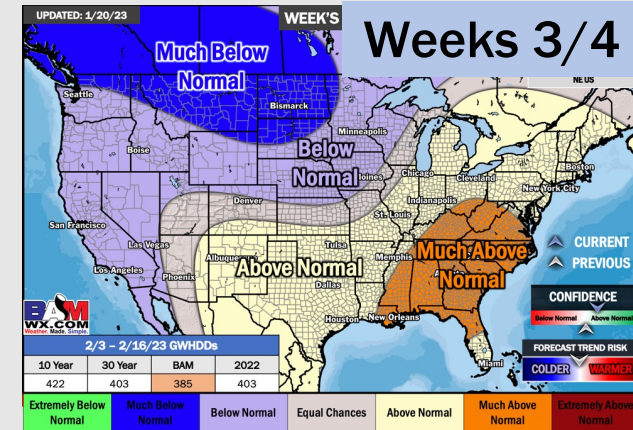 UPDATED: 1/20/23
WEEK'S
Weeks 3/4
Much Below
Normal
NE US
Seattle
Bismarck
Minneapolis
Boise
Below
Normal
oines
Chicago
Cleveland
Boston
New York City
Denver
Indianapolis
St. Louis
San Francisco
Las Vegas
Los Angeles
Phoenix
Albuque
Tulsa
Memphis
Above Normal
Dallas
Much Above
Normal
Houston
New Orleans
Miami
CURRENT
PREVIOUS
CONFIDENCE
Below Normal
Above Normal
FORECAST TREND RISK
COLDER
WARMER
BAM
WX.COM
Weather. Made. Simple.
2/3 – 2/16/23 GWHDDs
10 Year 30 Year BAM 2022
422 403 385 403
Extremely Below Normal
Much Below Normal
Below Normal
Equal Chances
Above Normal
Much Above Normal
Extremely Above Normal